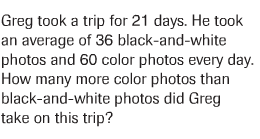 Greg took a trip for 21 days. He took
an average of 36 black-and-white
photos and 60 color photos every day.
How many more color photos than
black-and-white photos did Greg
take on this trip?